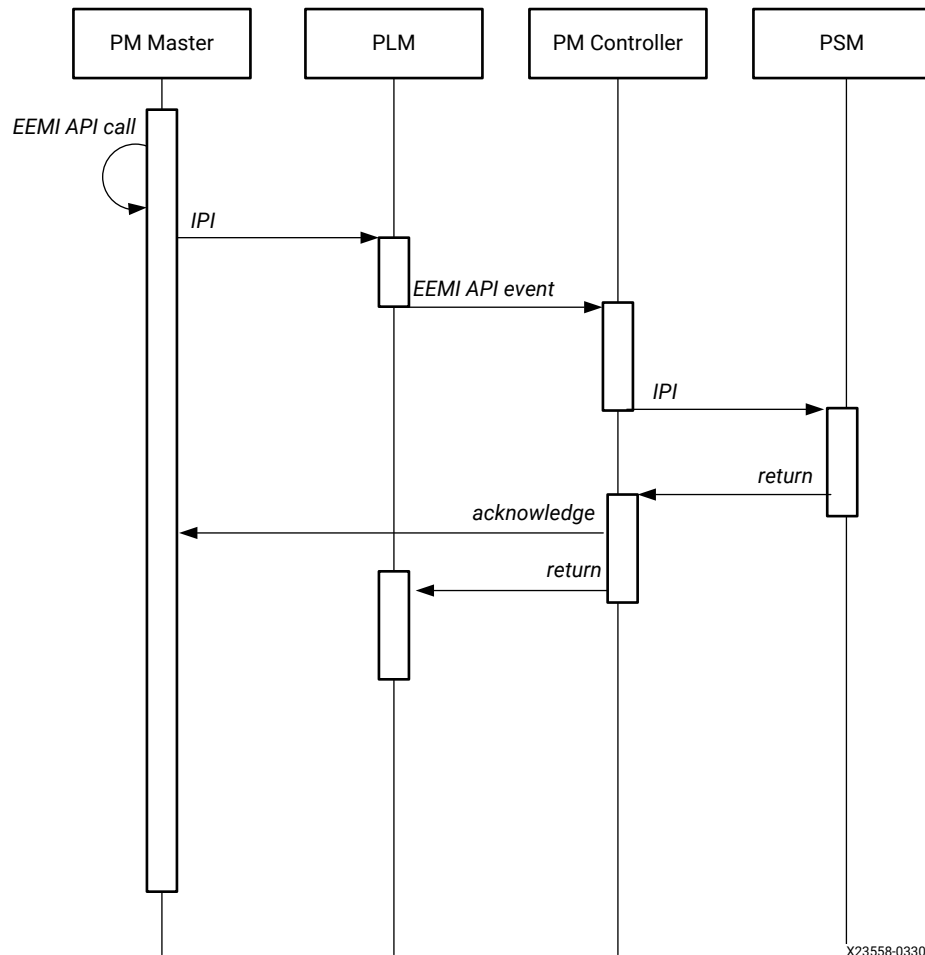 PM Master
PLM
PM Controller
PSM
EEMI API call
IPI
EEMI API event
IPI
return
acknowledge
return
X23558-0330